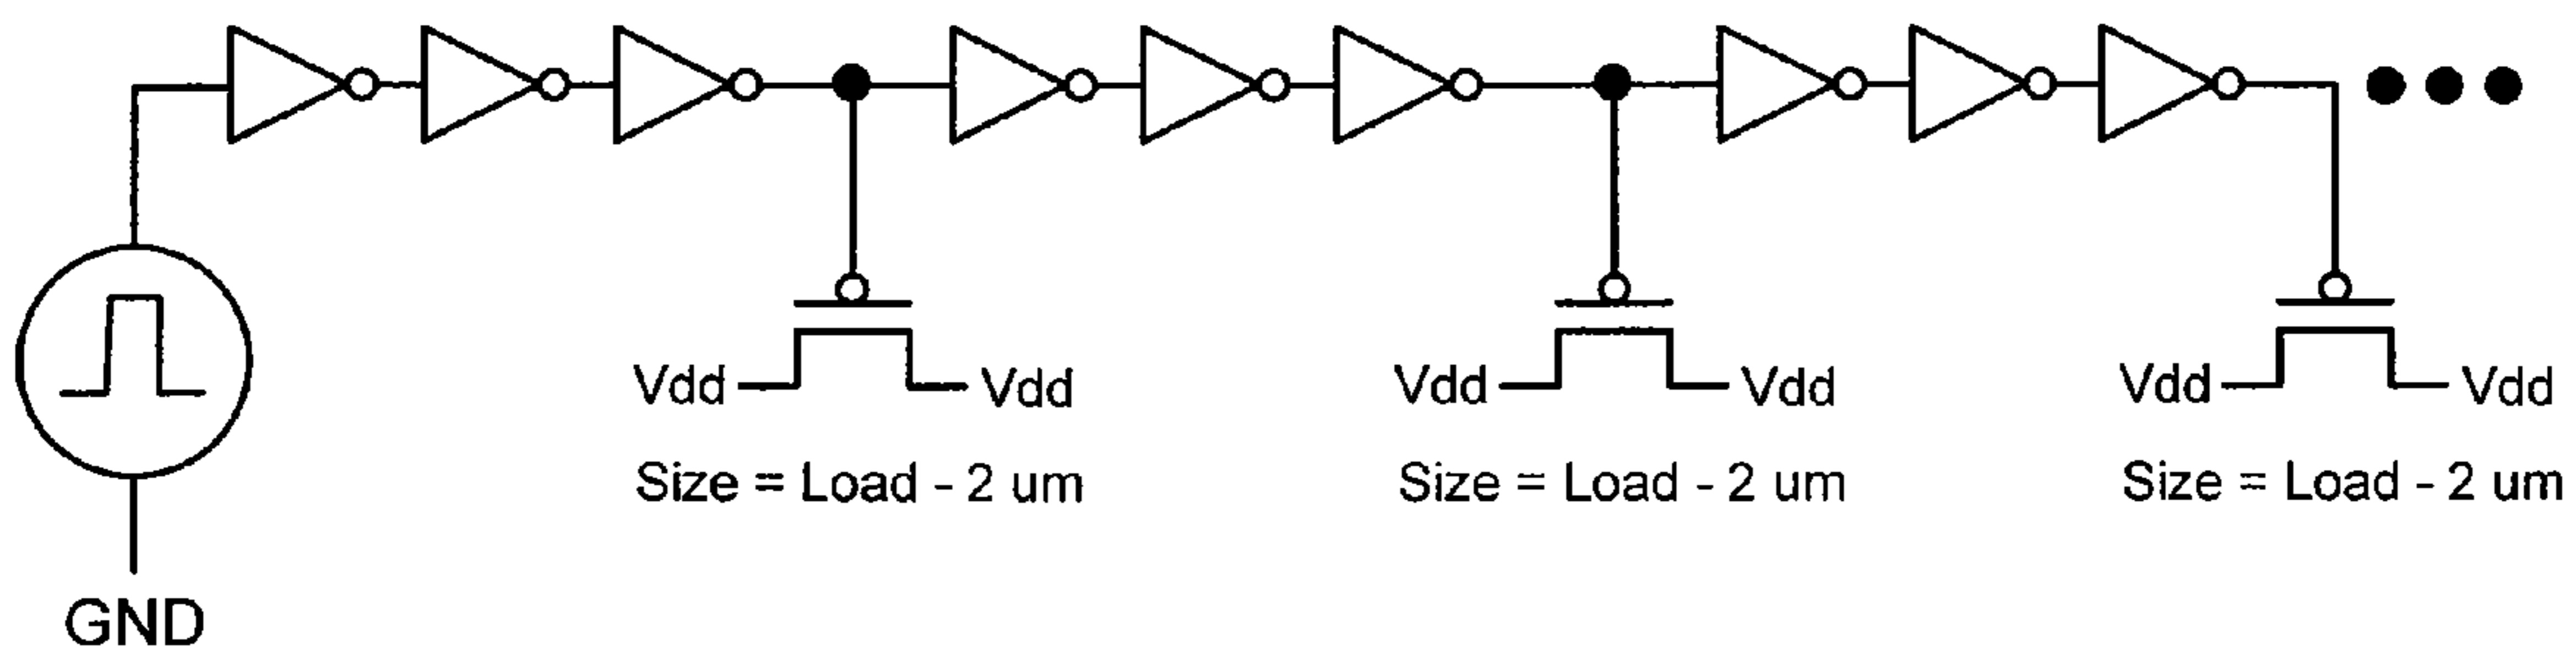 Vdd Vdd Vdd Vdd Vdd Vdd
Size = Load - 2 um Size = Load - 2 um Size = Load - 2 um
GND